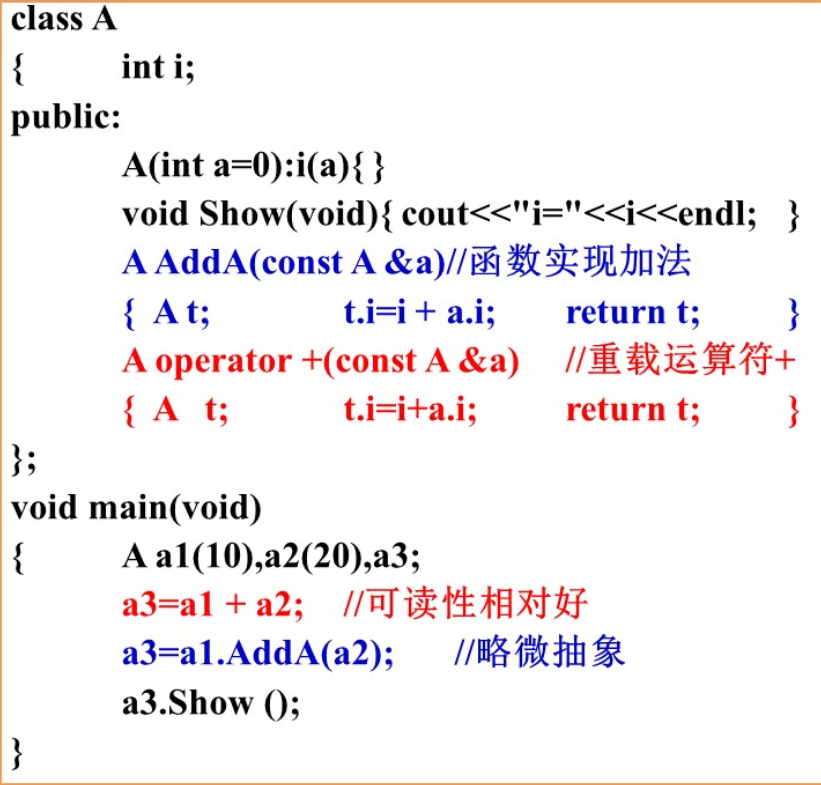 class A
{ int i;
public:
A(int a=0):i(a){ }
void Show(void){ cout<<"i="<<i<<endl; }
A AddA(const A &a)//函数实现加法
{ A t; t.i=i + a.i; return t; }
A operator +(const A &a) //重载运算符+
{ A t; t.i=i+a.i; return t; }
};
void main(void)
{ A a1(10),a2(20),a3;
a3=a1 + a2; //可读性相对好
a3=a1.AddA(a2); //略微抽象
a3.Show ();
}